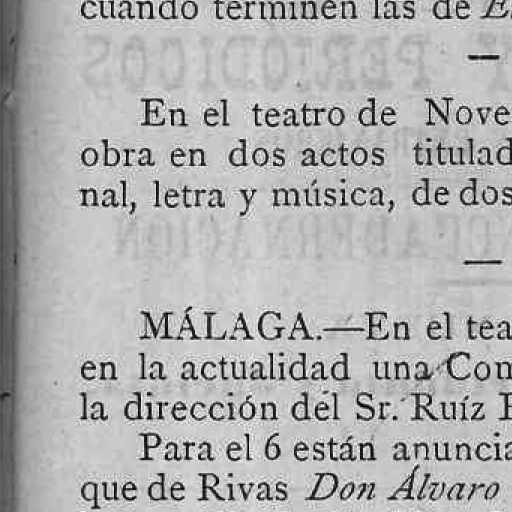 cuando terminen las de
En el teatro de Nove
obra en dos actos titulad
nal, letra y música, de dos
MÁLAGA.—En el tea
en la actualidad una Com
la dirección del Sr. Ruíz
Para el 6 están anuncia
que de Rivas Don Álvaro